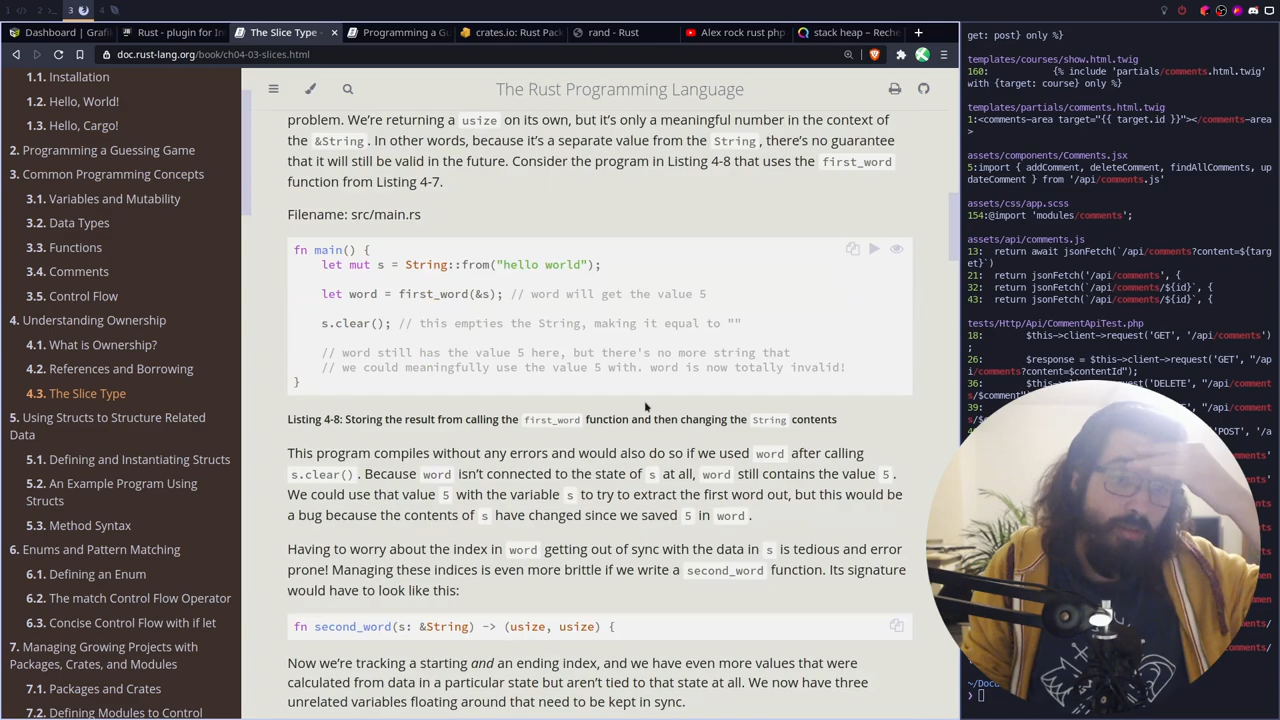 1
2
3
4
Dashboard | Grafik
Rust - plugin for In
The Slice Type -
Programming a Gu
crates.io: Rust Pack
rand - Rust
Alex rock rust php
stack heap – Reche
doc.rust-lang.org/book/ch04-03-slices.html
1.1. Installation
1.2. Hello, World!
1.3. Hello, Cargo!
2. Programming a Guessing Game
3. Common Programming Concepts
3.1. Variables and Mutability
3.2. Data Types
3.3. Functions
3.4. Comments
3.5. Control Flow
4. Understanding Ownership
4.1. What is Ownership?
4.2. References and Borrowing
4.3. The Slice Type
5. Using Structs to Structure Related
Data
5.1. Defining and Instantiating Structs
5.2. An Example Program Using
Structs
5.3. Method Syntax
6. Enums and Pattern Matching
6.1. Defining an Enum
6.2. The match Control Flow Operator
6.3. Concise Control Flow with if let
7. Managing Growing Projects with
Packages, Crates, and Modules
7.1. Packages and Crates
7.2. Defining Modules to Control
The Rust Programming Language
problem. We’re returning a usize on its own, but it’s only a meaningful number in the context of
the &String. In other words, because it’s a separate value from the String, there’s no guarantee
that it will still be valid in the future. Consider the program in Listing 4-8 that uses the first_word
function from Listing 4-7.
Filename: src/main.rs
fn main() {
let mut s = String::from("hello world");
let word = first_word(&s); // word will get the value 5
s.clear(); // this empties the String, making it equal to ""
// word still has the value 5 here, but there's no more string that
// we could meaningfully use the value 5 with. word is now totally invalid!
}
Listing 4-8: Storing the result from calling the first_word function and then changing the String contents
This program compiles without any errors and would also do so if we used word after calling
s.clear(). Because word isn’t connected to the state of s at all, word still contains the value 5.
We could use that value 5 with the variable s to try to extract the first word out, but this would be
a bug because the contents of s have changed since we saved 5 in word.
Having to worry about the index in word getting out of sync with the data in s is tedious and error
prone! Managing these indices is even more brittle if we write a second_word function. Its signature
would have to look like this:
fn second_word(s: &String) -> (usize, usize) {
Now we’re tracking a starting and an ending index, and we have even more values that were
calculated from data in a particular state but aren’t tied to that state at all. We now have three
unrelated variables floating around that need to be kept in sync.
get: post} only %}
templates/courses/show.html.twig
160: {% include 'partials/comments.html.twig'
with {target: course} only %}
templates/partials/comments.html.twig
1:<comments-area target="{{ target.id }}"></comments-area
>
assets/components/Comments.jsx
5:import { addComment, deleteComment, findAllComments, up
dateComment } from '/api/comments.js'
assets/css/app.scss
154:@import 'modules/comments';
assets/api/comments.js
13: return await jsonFetch(`/api/comments?content=${targ
et}`)
21: return jsonFetch('/api/comments', {
32: return jsonFetch(`/api/comments/${id}`, {
43: return jsonFetch(`/api/comments/${id}`, {
tests/Http/Api/CommentApiTest.php
18: $this->client->request('GET', '/api/comments')
;
26: $response = $this->client->request('GET', "/ap
i/comments?content=$contentId");
36: $this->client->request('DELETE', "/api/comments
/$comment